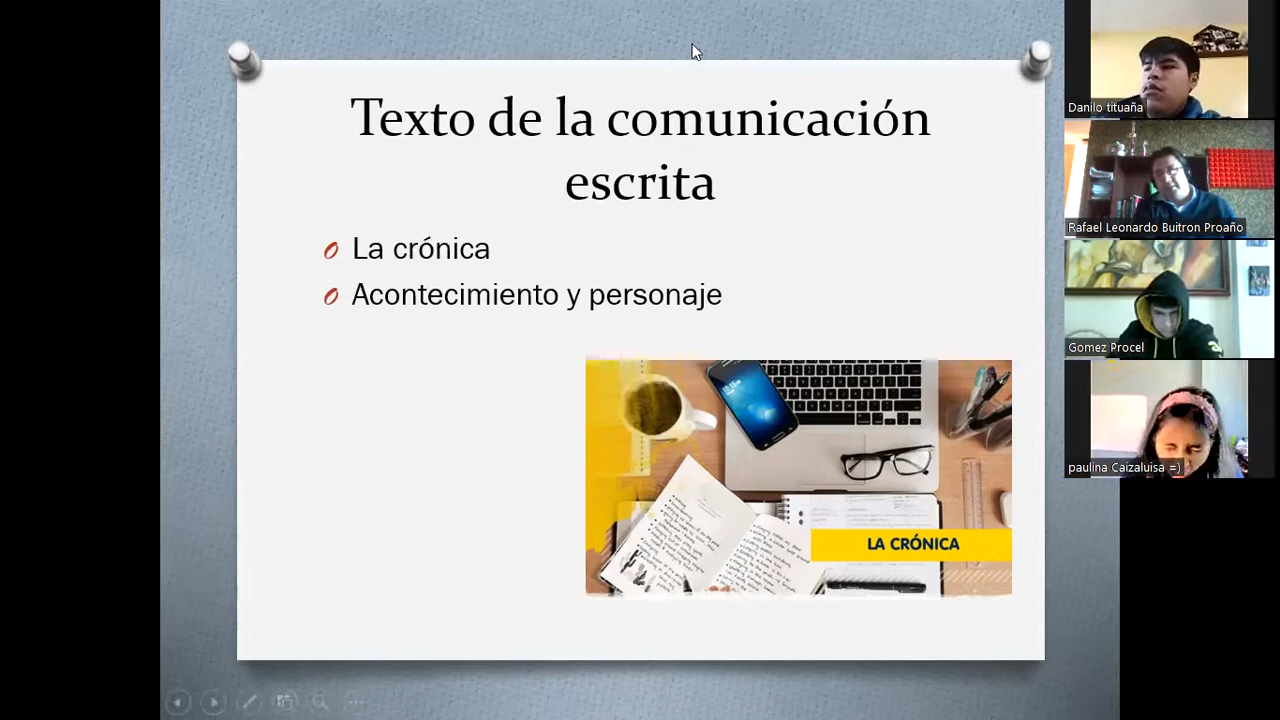 Texto de la comunicación
escrita
La crónica
Acontecimiento y personaje
LA CRÓNICA
Danilo tituaña
Rafael Leonardo Buitron Proaño
Gomez Procel
paulina Caizaluisa =)